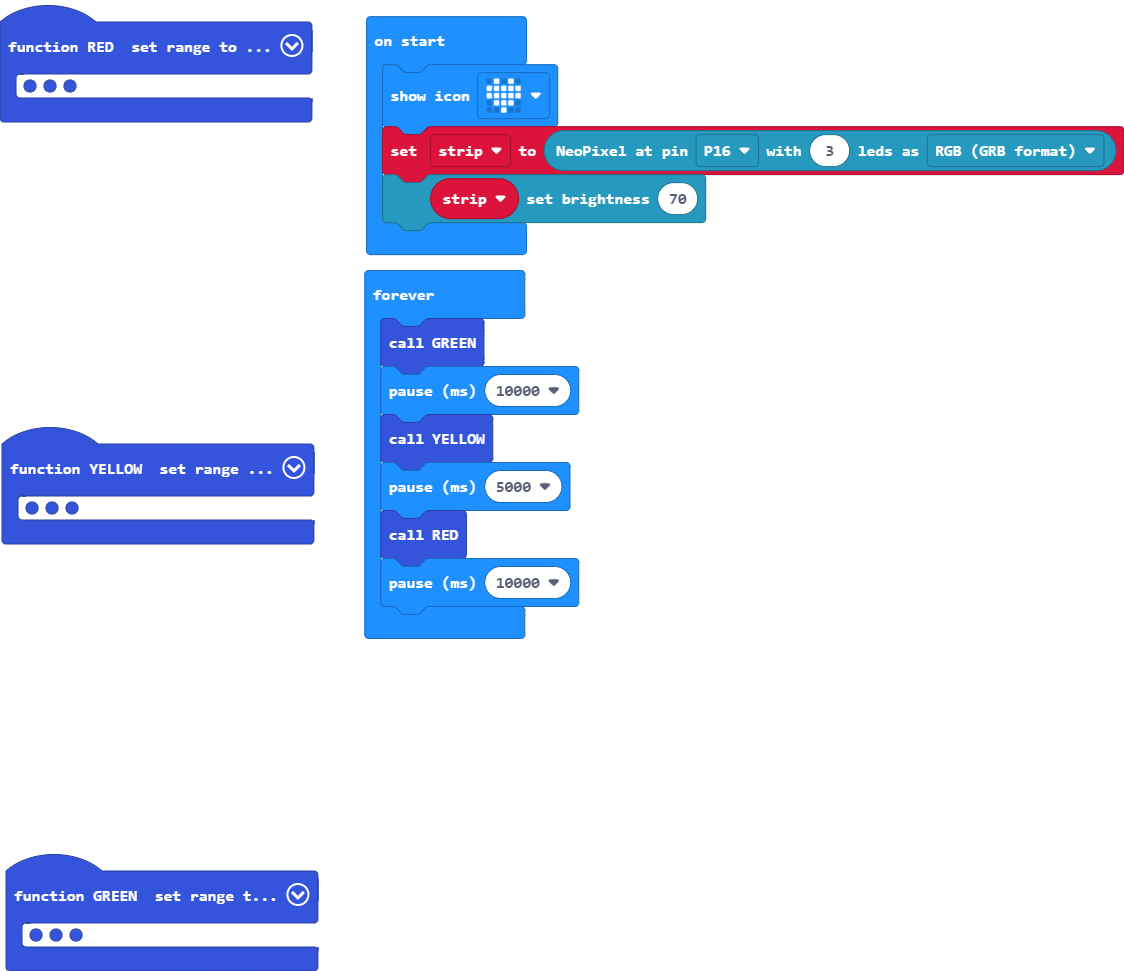 function RED set range to ...
on start
show icon
set strip to NeoPixel at pin P16 with 3 leds as RGB (GRB format)
strip set brightness 70
forever
call GREEN
pause (ms) 10000
call YELLOW
pause (ms) 5000
call RED
pause (ms) 10000
function YELLOW set range ...
function GREEN set range t...